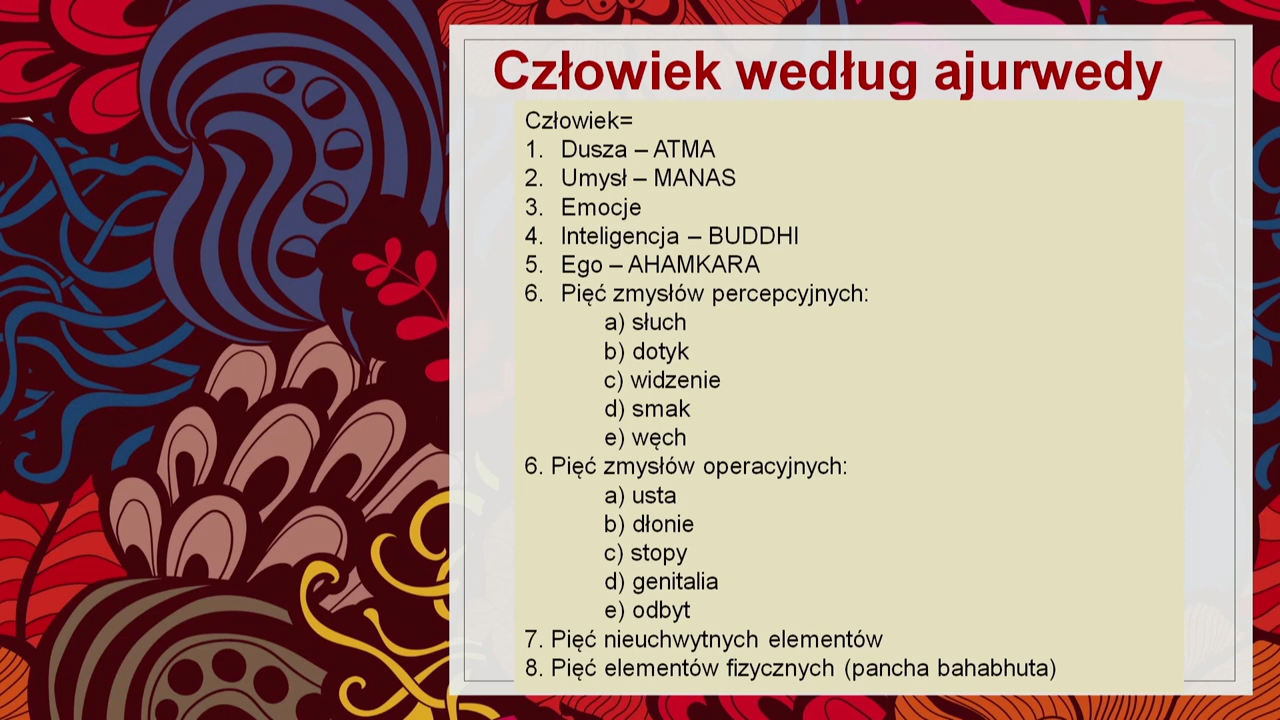 Człowiek według ajurwedy
Człowiek=
1. Dusza – ATMA
2. Umysł – MANAS
3. Emocje
4. Inteligencja – BUDDHI
5. Ego – AHAMKARA
6. Pięć zmysłów percepcyjnych:
a) słuch
b) dotyk
c) widzenie
d) smak
e) węch
6. Pięć zmysłów operacyjnych:
a) usta
b) dłonie
c) stopy
d) genitalia
e) odbyt
7. Pięć nieuchwytnych elementów
8. Pięć elementów fizycznych (pancha bahabhuta)